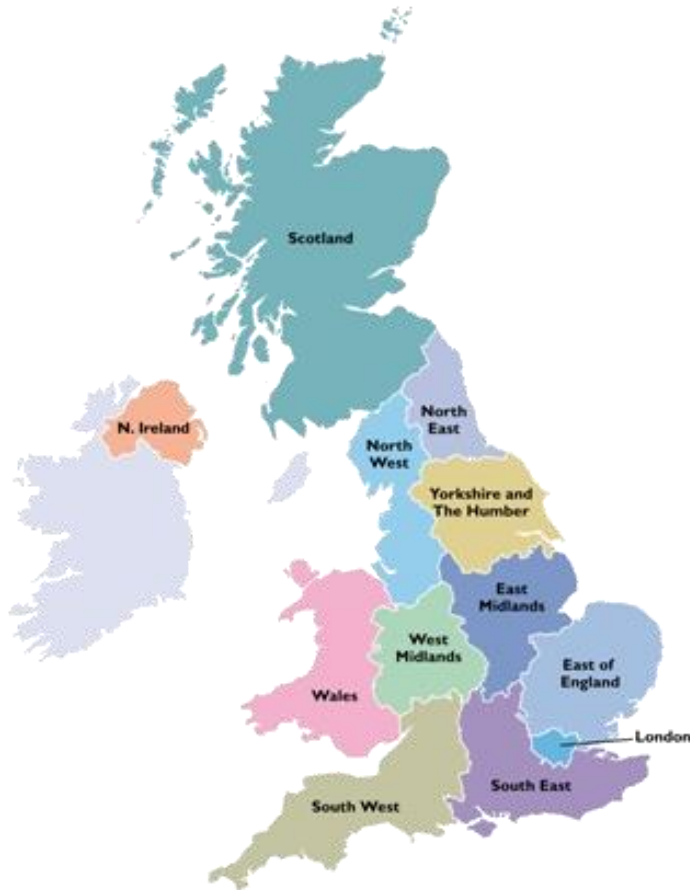 Scotland
N. Ireland
North
East
North
West
Yorkshire and
The Humber
East
Midlands
West
Midlands
East of
England
Wales
London
South East
South West